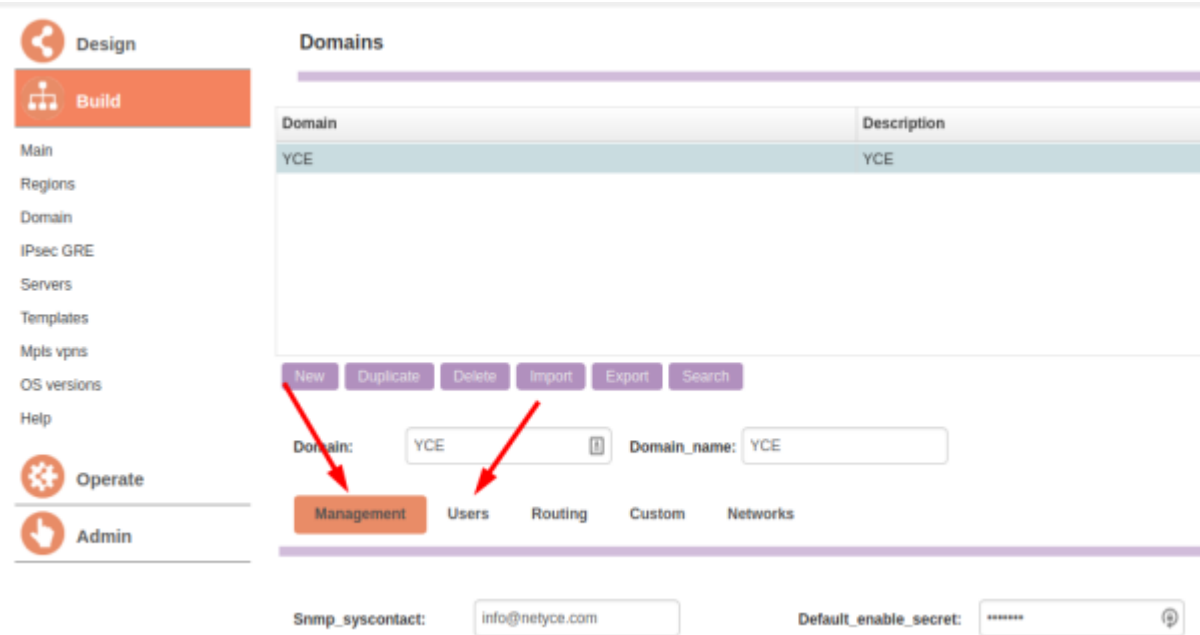 Design
Build
Main
Regions
Domain
IPsec GRE
Servers
Templates
Mpls vpns
OS versions
Help
Operate
Admin
Domains
Domain Description
YCE YCE
New Duplicate Delete Import Export Search
Domain: YCE Domain_name: YCE
Management Users Routing Custom Networks
Snmp_syscontact: info@netyce.com Default_enable_secret: •••••••